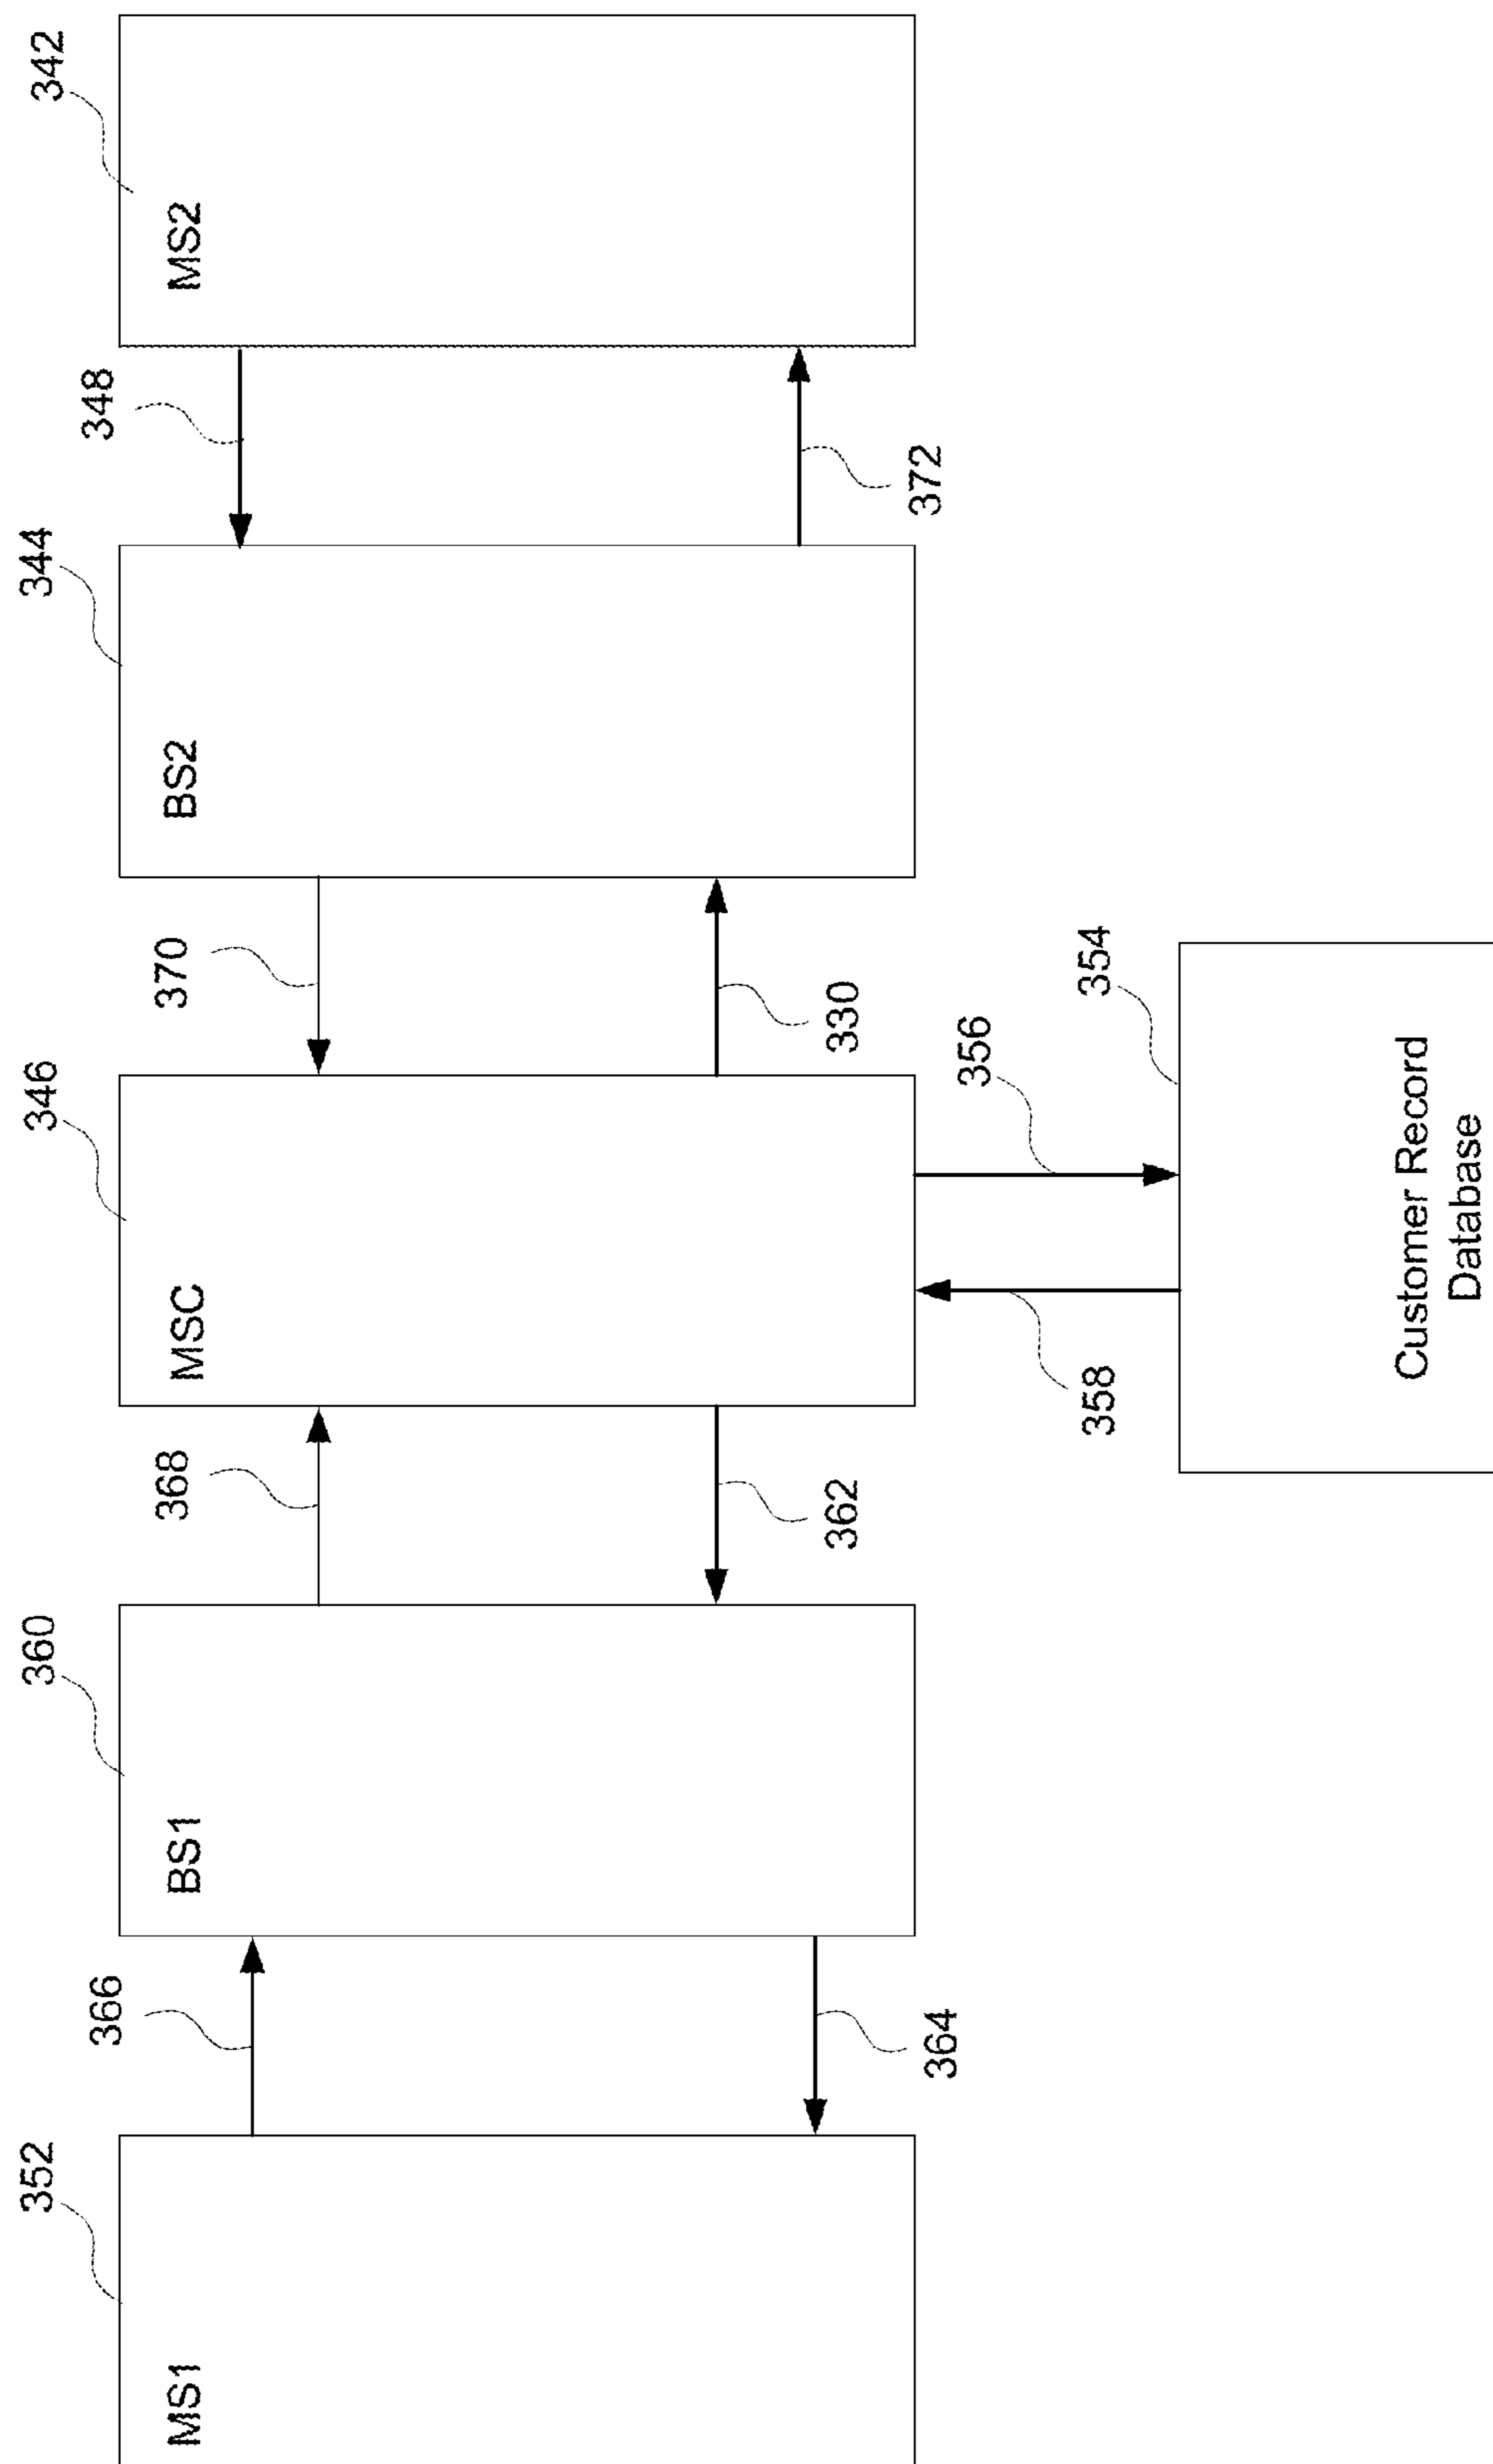 352
360
346
344
342
366
368
370
348
MS1
BS1
MSC
BS2
MS2
364
362
330
372
358
356
354
Customer Record
Database